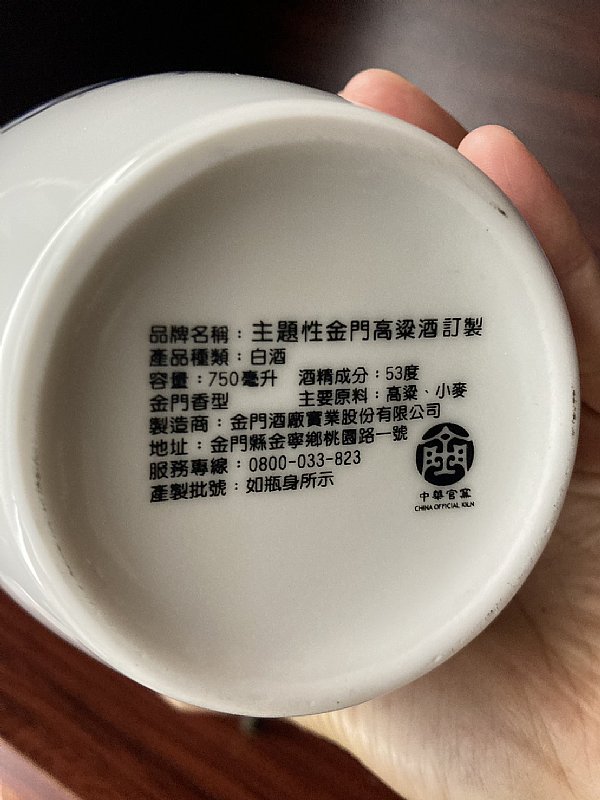 品牌名稱：主題性金門高粱酒訂製
產品種類：白酒
容量：750毫升 酒精成分：53度
金門香型 主要原料：高粱、小麥
製造商：金門酒廠實業股份有限公司
地址：金門縣金寧鄉桃園路一號
服務專線：0800-033-823
產製批號：如瓶身所示
中華官窯
CHINA OFFICIAL KILN